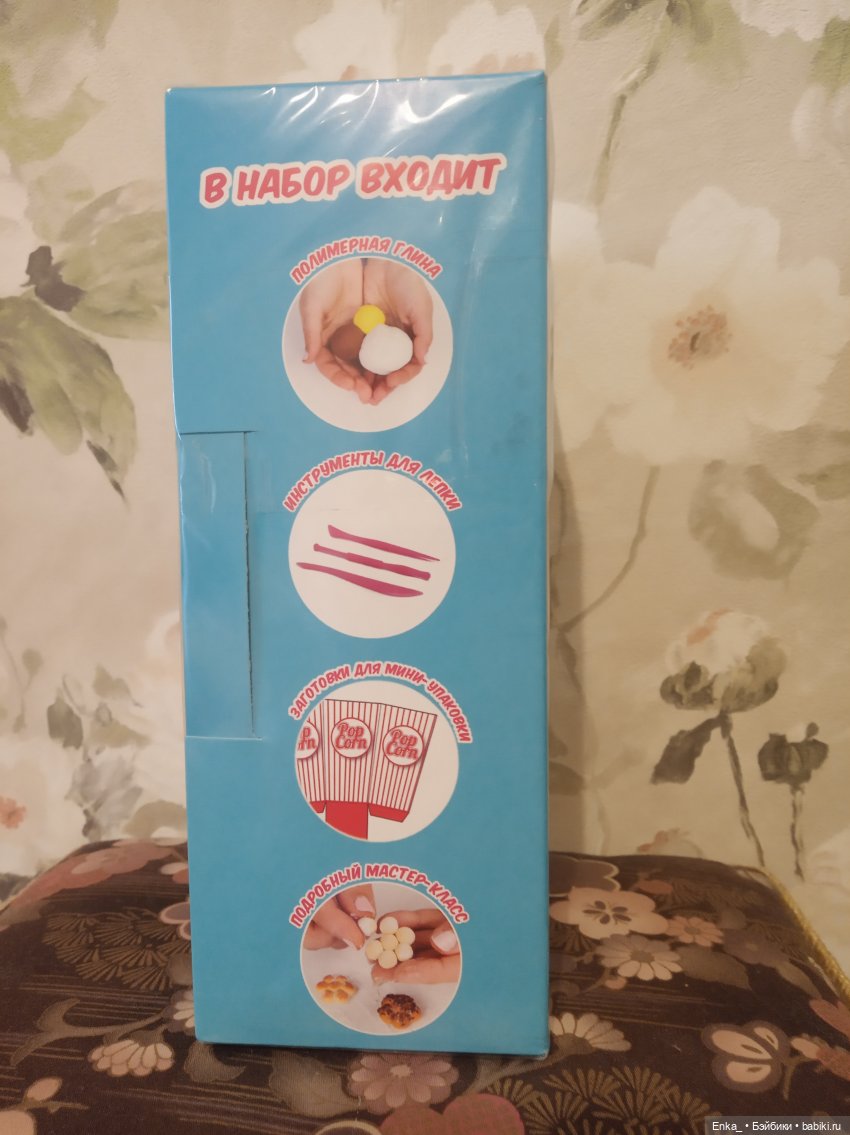 В НАБОР ВХОДИТ
ПОЛИМЕРНАЯ ГЛИНА
ИНСТРУМЕНТЫ ДЛЯ ЛЕПКИ
ЗАГОТОВКИ ДЛЯ МИНИ-УПАКОВКИ
Pop Pop
Corn Corn
ПОДРОБНЫЙ МАСТЕР-КЛАСС
Enka_ • Бэйбики • babiki.ru